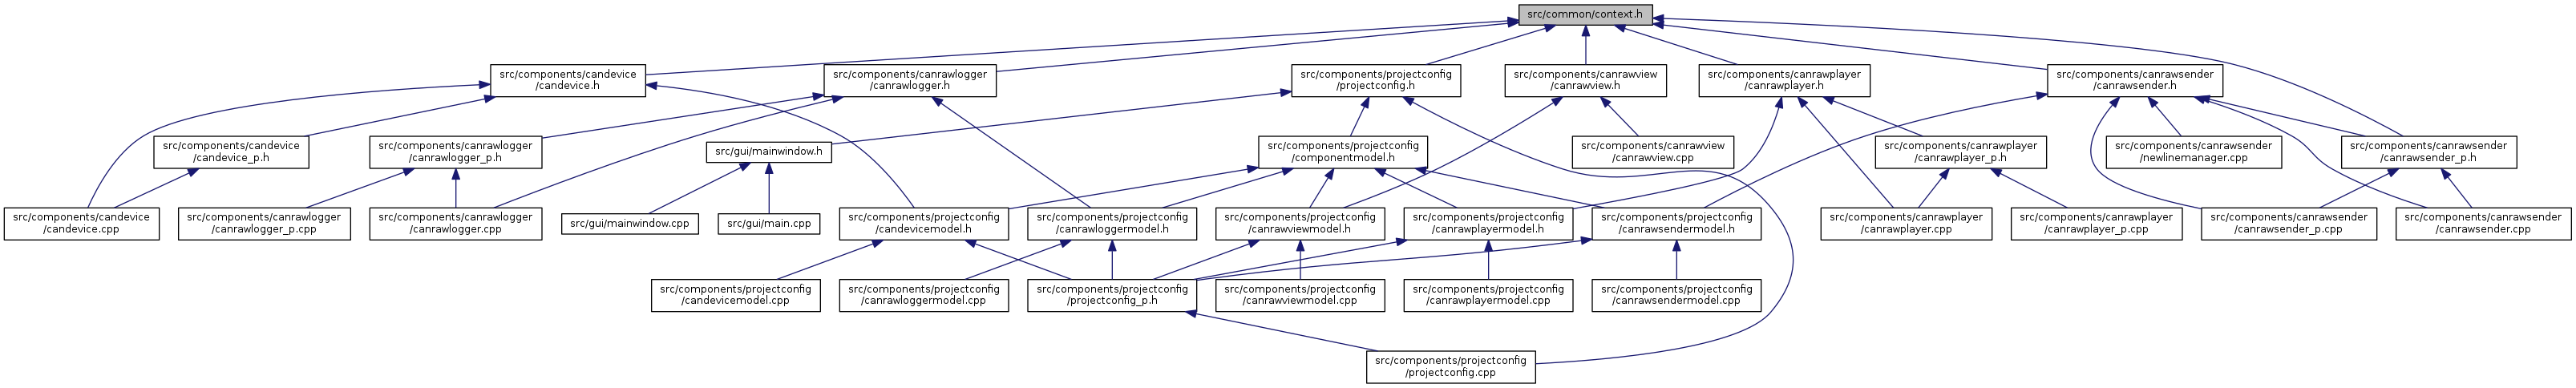 src/common/context.h
src/components/candevice
/candevice.h
src/components/canrawlogger
/canrawlogger.h
src/components/projectconfig
/projectconfig.h
src/components/canrawview
/canrawview.h
src/components/canrawplayer
/canrawplayer.h
src/components/canrawsender
/canrawsender.h
src/components/candevice
/candevice_p.h
src/components/canrawlogger
/canrawlogger_p.h
src/gui/mainwindow.h
src/components/projectconfig
/componentmodel.h
src/components/canrawview
/canrawview.cpp
src/components/canrawplayer
/canrawplayer_p.h
src/components/canrawsender
/newlinemanager.cpp
src/components/canrawsender
/canrawsender_p.h
src/components/candevice
/candevice.cpp
src/components/canrawlogger
/canrawlogger_p.cpp
src/components/canrawlogger
/canrawlogger.cpp
src/gui/mainwindow.cpp
src/gui/main.cpp
src/components/projectconfig
/candevicemodel.h
src/components/projectconfig
/canrawloggermodel.h
src/components/projectconfig
/canrawviewmodel.h
src/components/projectconfig
/canrawplayermodel.h
src/components/projectconfig
/canrawsendermodel.h
src/components/canrawplayer
/canrawplayer.cpp
src/components/canrawplayer
/canrawplayer_p.cpp
src/components/canrawsender
/canrawsender_p.cpp
src/components/canrawsender
/canrawsender.cpp
src/components/projectconfig
/candevicemodel.cpp
src/components/projectconfig
/canrawloggermodel.cpp
src/components/projectconfig
/projectconfig_p.h
src/components/projectconfig
/canrawviewmodel.cpp
src/components/projectconfig
/canrawplayermodel.cpp
src/components/projectconfig
/canrawsendermodel.cpp
src/components/projectconfig
/projectconfig.cpp